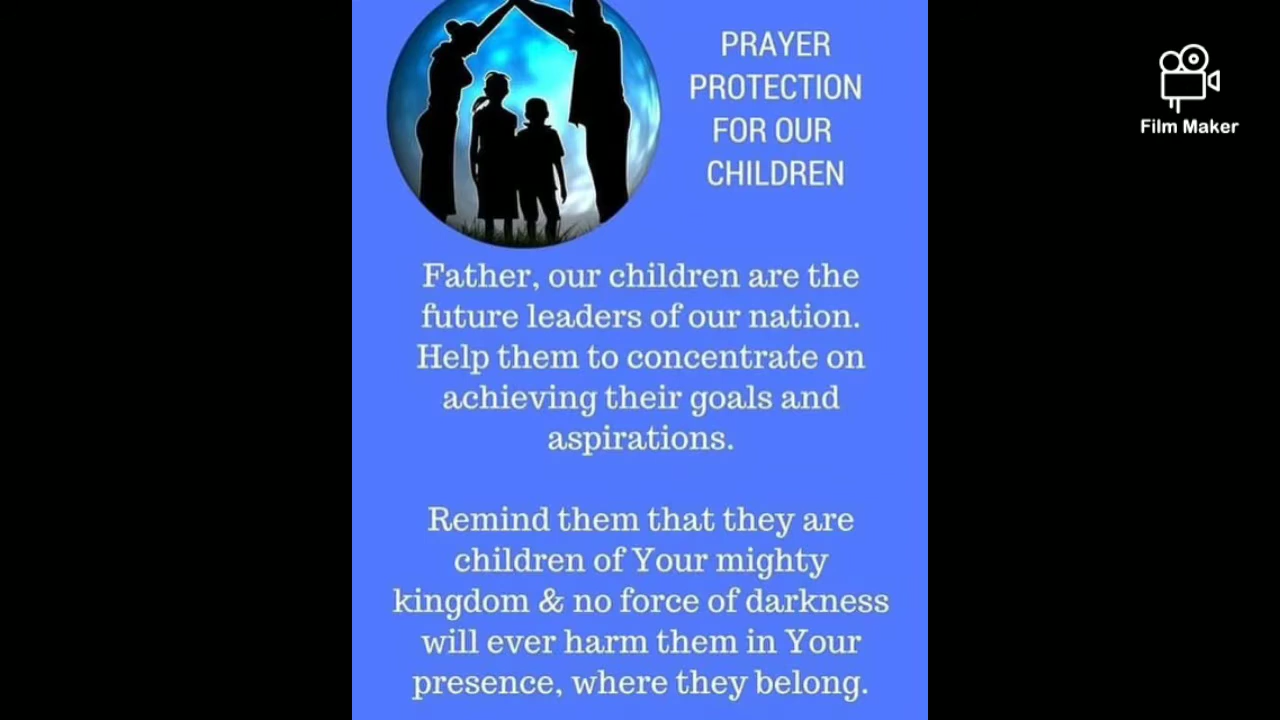 PRAYER
PROTECTION
FOR OUR
CHILDREN
Film Maker
Father, our children are the
future leaders of our nation.
Help them to concentrate on
achieving their goals and
aspirations.
Remind them that they are
children of Your mighty
kingdom & no force of darkness
will ever harm them in Your
presence, where they belong.